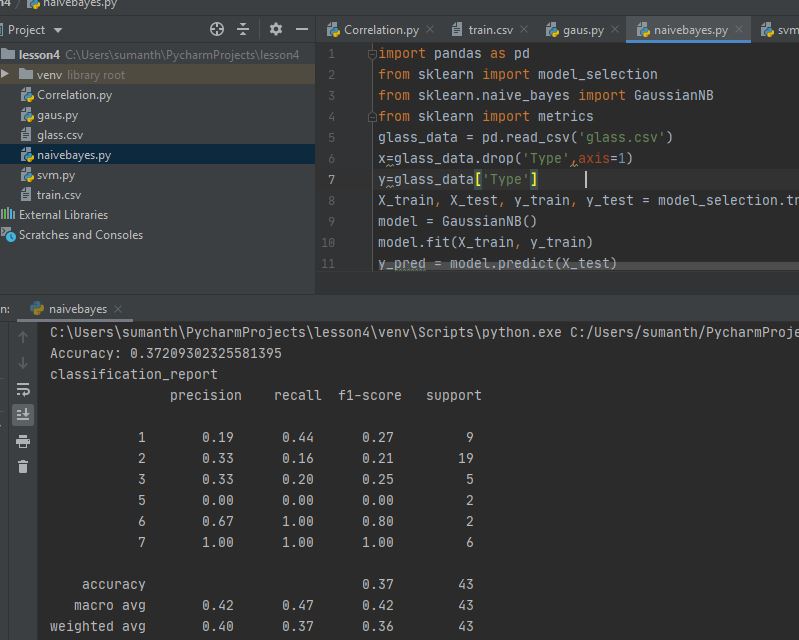 n4
naivebayes.py
Project
Correlation.py
train.csv
gaus.py
naivebayes.py
svm
lesson4 C:\Users\sumanth\PycharmProjects\lesson4
venv library root
Correlation.py
gaus.py
glass.csv
naivebayes.py
svm.py
train.csv
External Libraries
Scratches and Consoles
1 import pandas as pd
2 from sklearn import model_selection
3 from sklearn.naive_bayes import GaussianNB
4 from sklearn import metrics
5 glass_data = pd.read_csv('glass.csv')
6 x=glass_data.drop('Type',axis=1)
7 y=glass_data['Type']
8 X_train, X_test, y_train, y_test = model_selection.tr
9 model = GaussianNB()
10 model.fit(X_train, y_train)
11 y_pred = model.predict(X_test)
n: naivebayes
C:\Users\sumanth\PycharmProjects\lesson4\venv\Scripts\python.exe C:/Users/sumanth/PycharmProje
Accuracy: 0.37209302325581395
classification_report
precision recall f1-score support
1 0.19 0.44 0.27 9
2 0.33 0.16 0.21 19
3 0.33 0.20 0.25 5
5 0.00 0.00 0.00 2
6 0.67 1.00 0.80 2
7 1.00 1.00 1.00 6
accuracy 0.37 43
macro avg 0.42 0.47 0.42 43
weighted avg 0.40 0.37 0.36 43